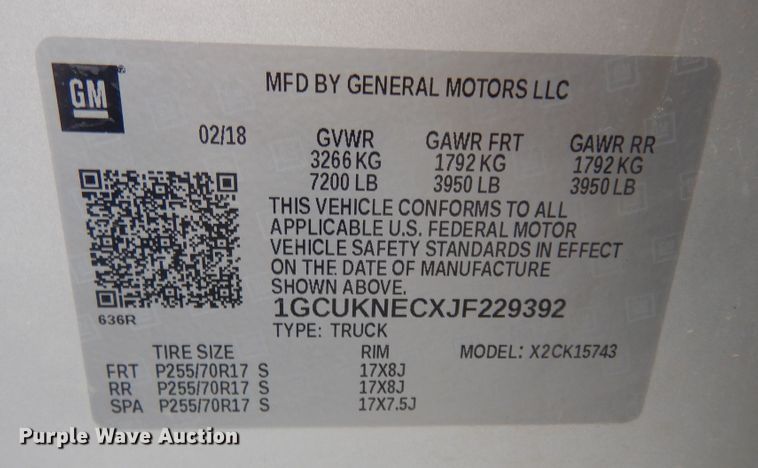 GM
MFD BY GENERAL MOTORS LLC
02/18 GVWR GAWR FRT GAWR RR
3266 KG 1792 KG 1792 KG
7200 LB 3950 LB 3950 LB
THIS VEHICLE CONFORMS TO ALL
APPLICABLE U.S. FEDERAL MOTOR
VEHICLE SAFETY STANDARDS IN EFFECT
ON THE DATE OF MANUFACTURE
SHOWN ABOVE.
636R
1GCUKNECXJF229392
TYPE: TRUCK
TIRE SIZE RIM MODEL: X2CK15743
FRT P255/70R17 S 17X8J
RR P255/70R17 S 17X8J
SPA P255/70R17 S 17X7.5J
Purple Wave Auction